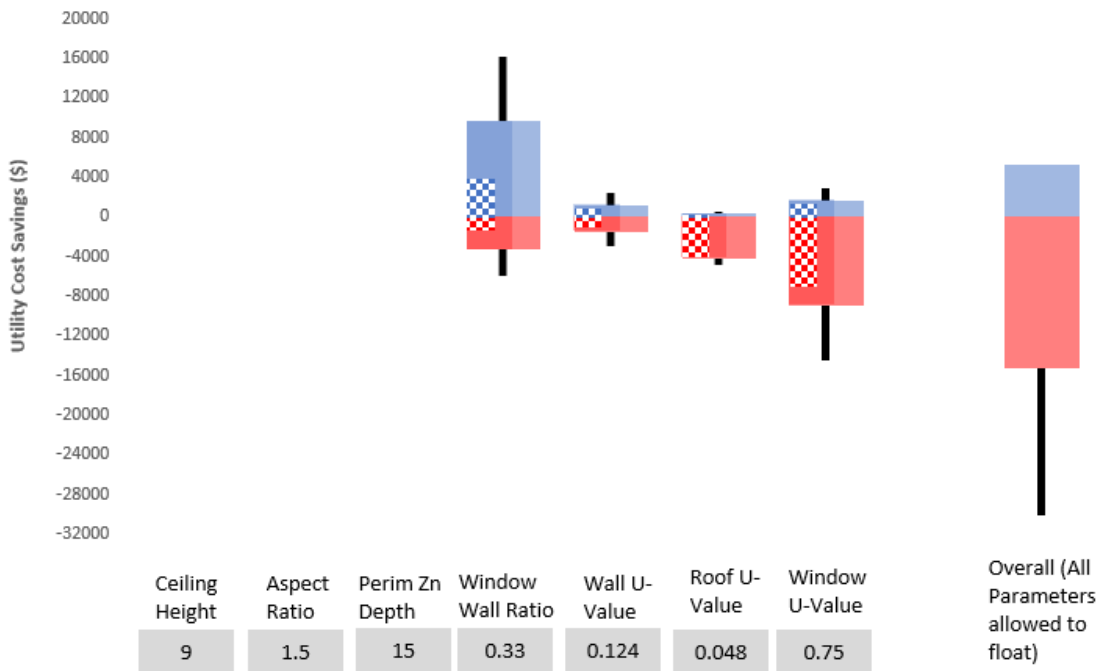 20000
16000
12000
8000
4000
0
-4000
-8000
-12000
-16000
-20000
-24000
-28000
-32000
Utility Cost Savings ($)
Ceiling
Height
9
Aspect
Ratio
1.5
Perim Zn
Depth
15
Window
Wall Ratio
0.33
Wall U-
Value
0.124
Roof U-
Value
0.048
Window
U-Value
0.75
Overall (All
Parameters
allowed to
float)